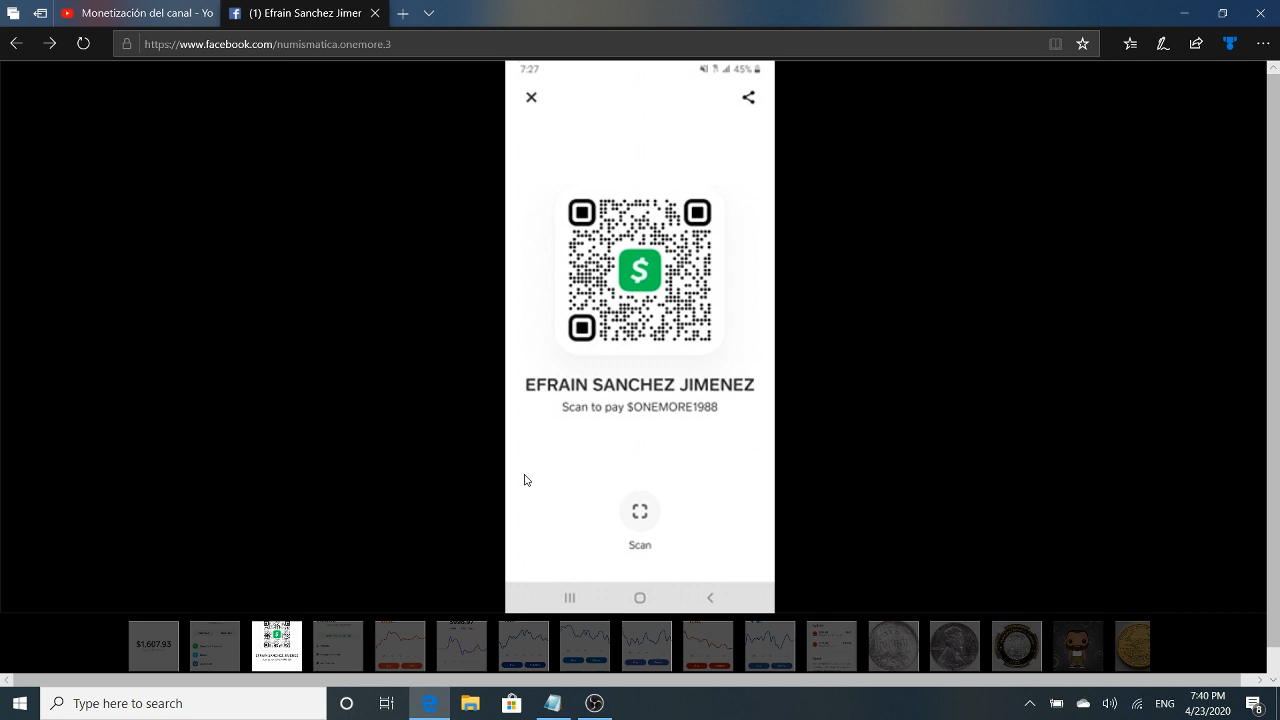 Monetización del canal - Yo
(1) Efrain Sanchez Jimer
https://www.facebook.com/numismatica.onemore.3
7:27
45%
$
EFRAIN SANCHEZ JIMENEZ
Scan to pay $ONEMORE1988
Scan
$1,607.93
Type here to search
ENG
7:40 PM
4/23/2020
6